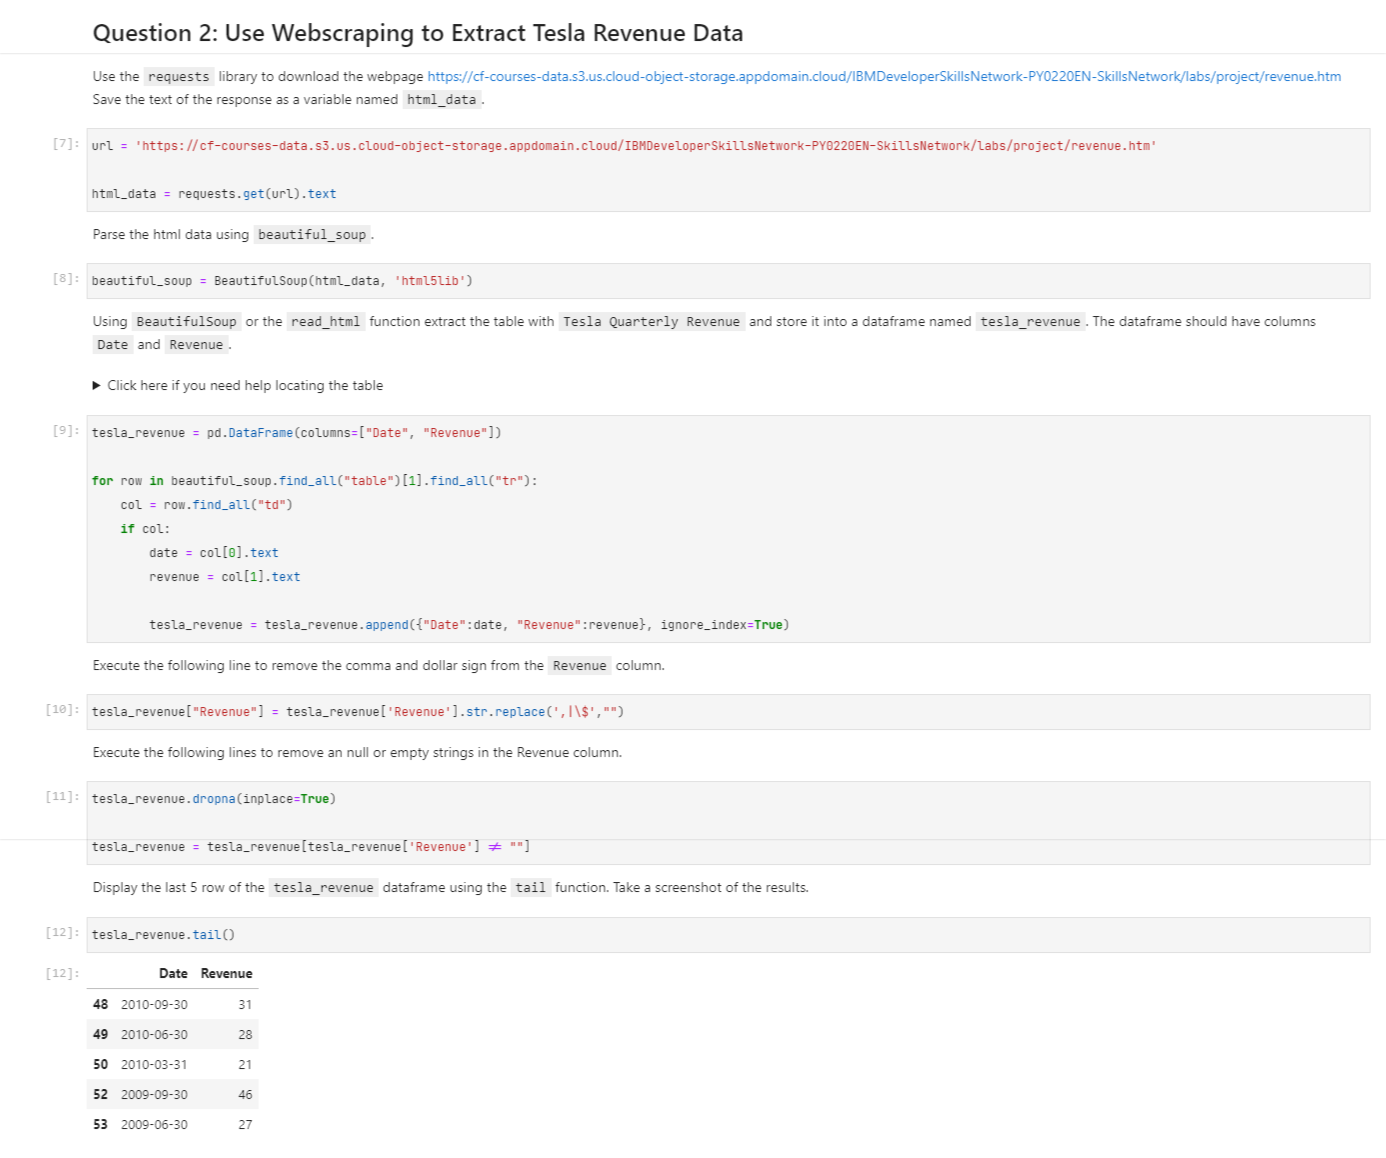 Question 2: Use Webscraping to Extract Tesla Revenue Data
Use the requests library to download the webpage https://cf-courses-data.s3.us.cloud-object-storage.appdomain.cloud/IBMDeveloperSkillsNetwork-PY0220EN-SkillsNetwork/labs/project/revenue.htm
Save the text of the response as a variable named html_data.
[7]: url = 'https://cf-courses-data.s3.us.cloud-object-storage.appdomain.cloud/IBMDeveloperSkillsNetwork-PY0220EN-SkillsNetwork/labs/project/revenue.htm'
html_data = requests.get(url).text
Parse the html data using beautiful_soup.
[8]: beautiful_soup = BeautifulSoup(html_data, 'html5lib')
Using BeautifulSoup or the read_html function extract the table with Tesla Quarterly Revenue and store it into a dataframe named tesla_revenue. The dataframe should have columns
Date and Revenue.
▶ Click here if you need help locating the table
[9]: tesla_revenue = pd.DataFrame(columns=["Date", "Revenue"])
for row in beautiful_soup.find_all("table")[1].find_all("tr"):
    col = row.find_all("td")
    if col:
        date = col[0].text
        revenue = col[1].text
        tesla_revenue = tesla_revenue.append({"Date":date, "Revenue":revenue}, ignore_index=True)
Execute the following line to remove the comma and dollar sign from the Revenue column.
[10]: tesla_revenue["Revenue"] = tesla_revenue['Revenue'].str.replace(',|\$',"")
Execute the following lines to remove an null or empty strings in the Revenue column.
[11]: tesla_revenue.dropna(inplace=True)
tesla_revenue = tesla_revenue[tesla_revenue['Revenue'] ≠ ""]
Display the last 5 row of the tesla_revenue dataframe using the tail function. Take a screenshot of the results.
[12]: tesla_revenue.tail()
[12]: Date Revenue
48 2010-09-30 31
49 2010-06-30 28
50 2010-03-31 21
52 2009-09-30 46
53 2009-06-30 27